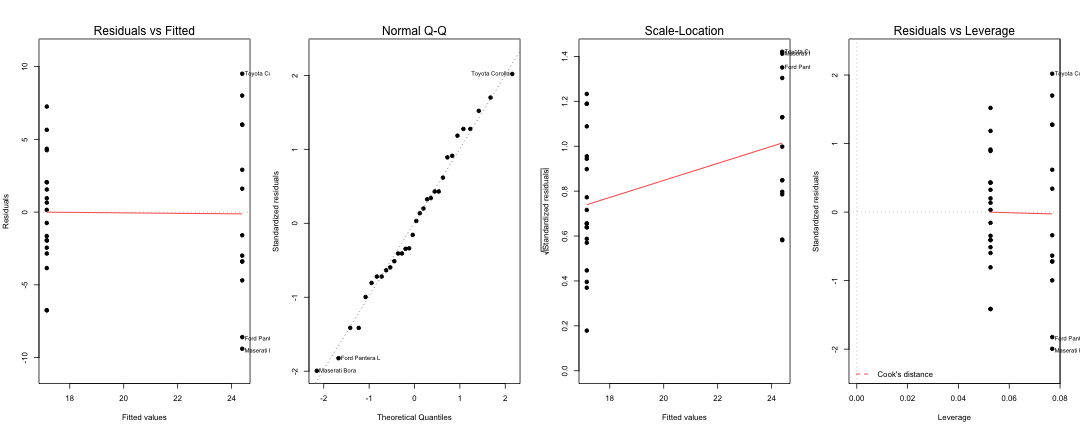 Residuals vs Fitted
10
5
0
-5
-10
Residuals
18
20
22
24
Fitted values
Toyota C
Ford Pant
Maserati
Normal Q-Q
2
1
0
-1
-2
Standardized residuals
-2
-1
0
1
2
Theoretical Quantiles
Toyota Corolla
Ford Pantera L
Maserati Bora
Scale-Location
1.4
1.2
1.0
0.8
0.6
0.4
0.2
0.0
√|Standardized residuals|
18
20
22
24
Fitted values
Ford Pant
Residuals vs Leverage
2
1
0
-1
-2
Standardized residuals
0.00
0.02
0.04
0.06
0.08
Leverage
Toyota Co
Ford Pant
Maserati
Cook's distance